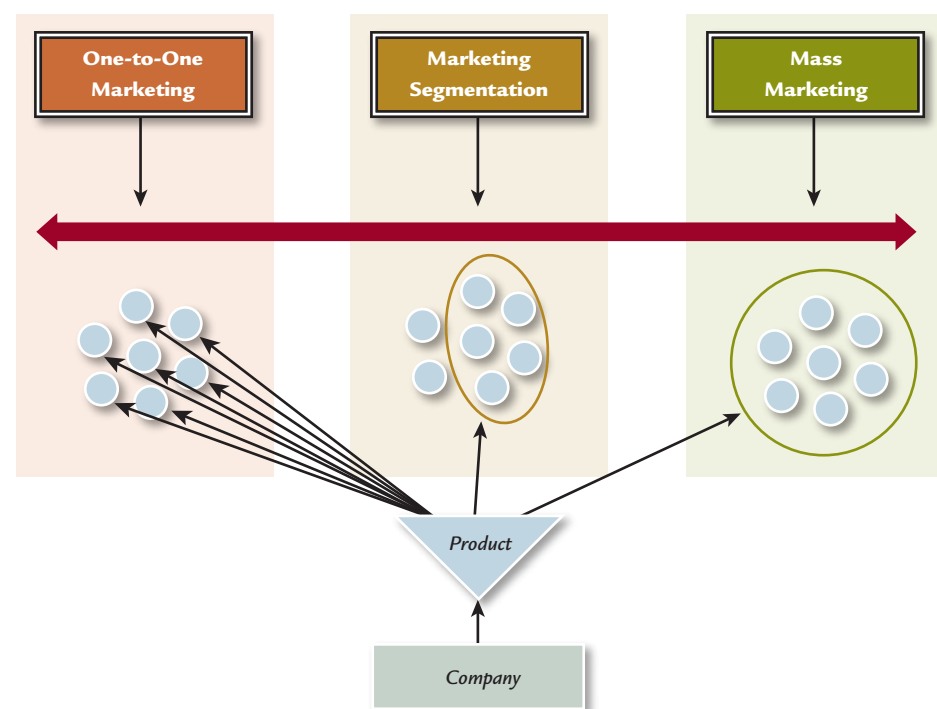 One-to-One
Marketing
Marketing
Segmentation
Mass
Marketing
Product
Company